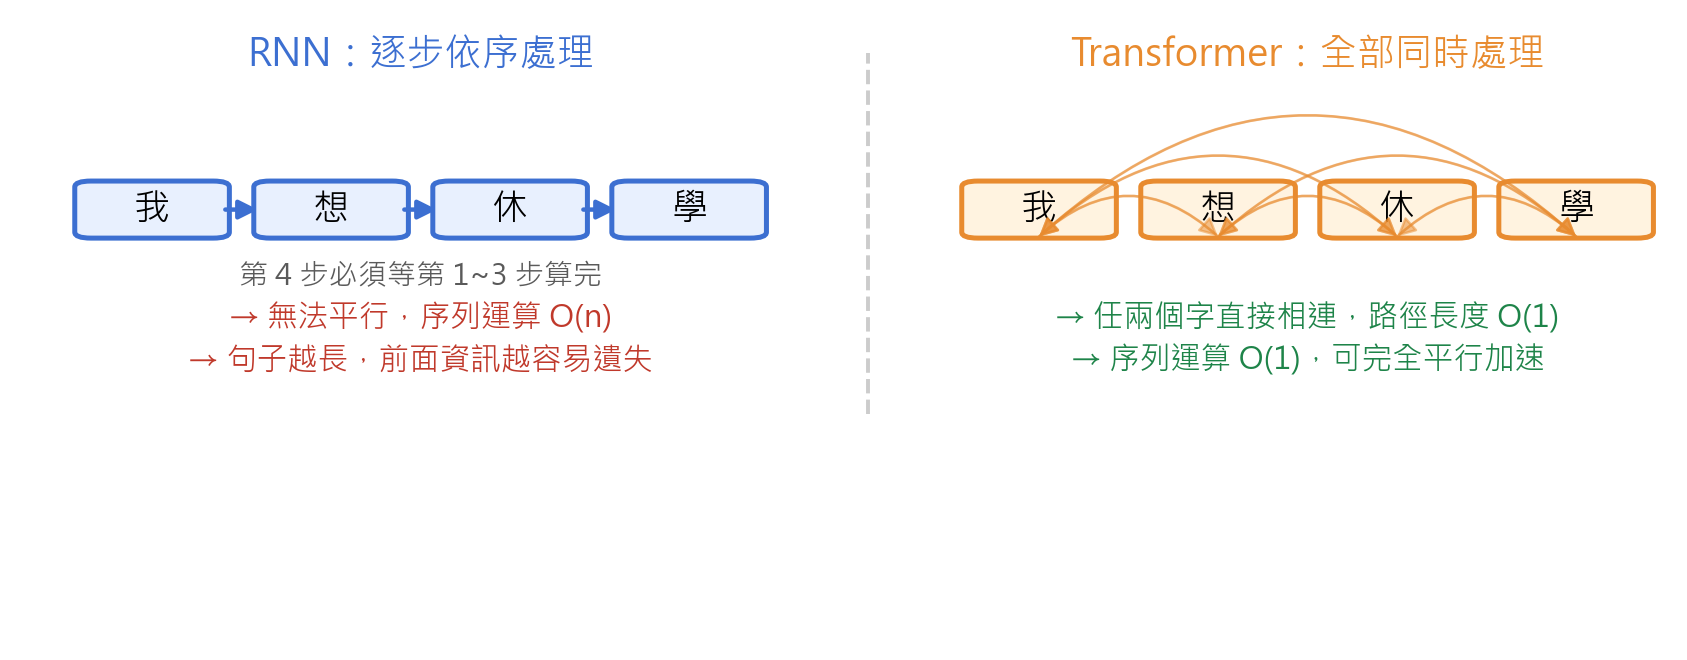 RNN：逐步依序處理
我 想 休 學
第 4 步必須等第 1~3 步算完
→ 無法平行，序列運算 O(n)
→ 句子越長，前面資訊越容易遺失
Transformer：全部同時處理
我 想 休 學
→ 任兩個字直接相連，路徑長度 O(1)
→ 序列運算 O(1)，可完全平行加速